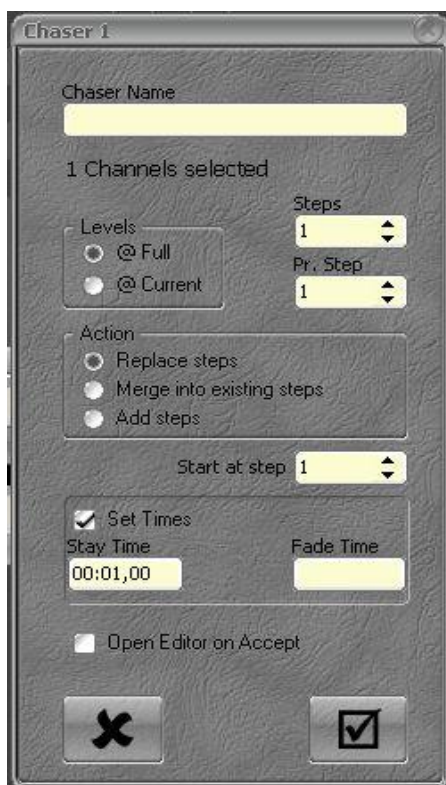 Chaser 1
Chaser Name
1 Channels selected
Steps
1
Levels
@ Full
@ Current
Pr. Step
1
Action
Replace steps
Merge into existing steps
Add steps
Start at step 1
Set Times
Stay Time Fade Time
00:01,00
Open Editor on Accept